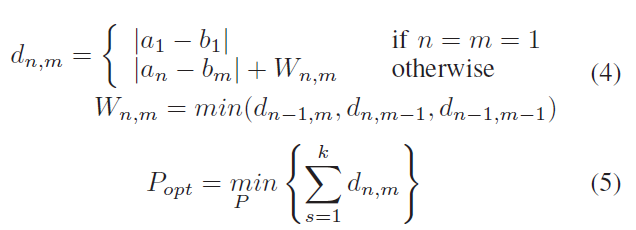 d_{n,m} = { |a_1 − b_1| if n = m = 1
|a_n − b_m| + W_{n,m} otherwise (4)
W_{n,m} = min(d_{n−1,m}, d_{n,m−1}, d_{n−1,m−1})
P_{opt} = min_P { ∑_{s=1}^{k} d_{n,m} } (5)